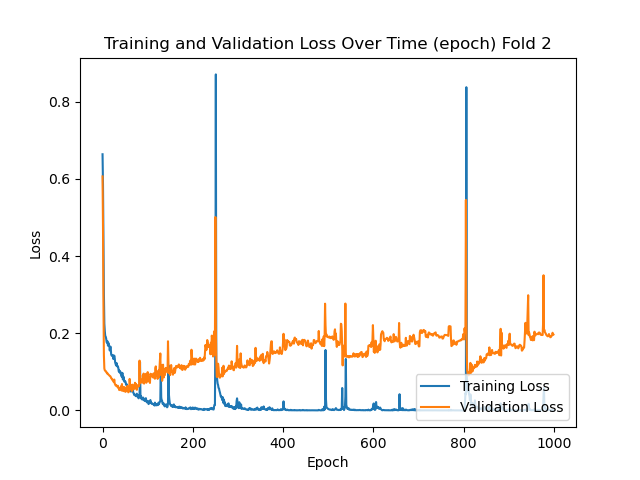 Training and Validation Loss Over Time (epoch) Fold 2
Loss
0.8
0.6
0.4
0.2
0.0
0 200 400 600 800 1000
Epoch
Training Loss
Validation Loss